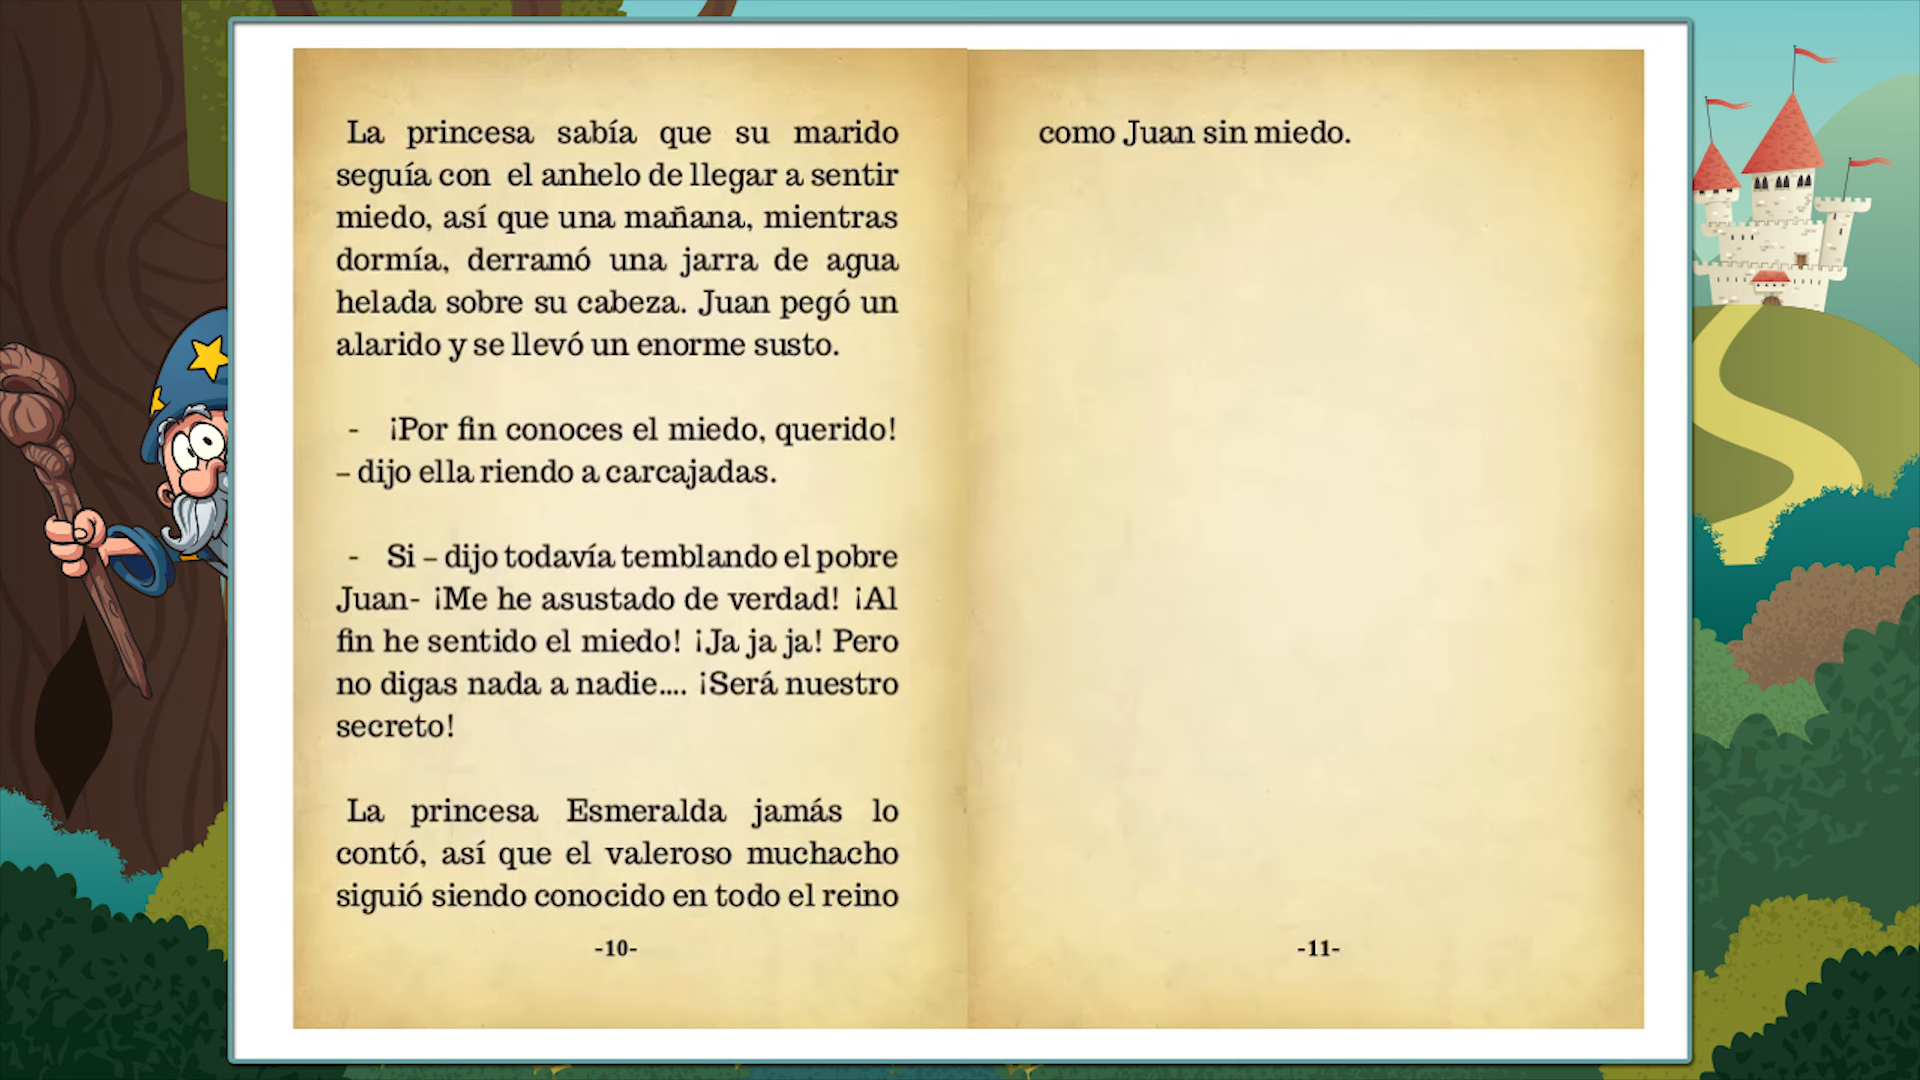 La princesa sabía que su marido
seguía con el anhelo de llegar a sentir
miedo, así que una mañana, mientras
dormía, derramó una jarra de agua
helada sobre su cabeza. Juan pegó un
alarido y se llevó un enorme susto.
- ¡Por fin conoces el miedo, querido!
– dijo ella riendo a carcajadas.
- Si – dijo todavía temblando el pobre
Juan- ¡Me he asustado de verdad! ¡Al
fin he sentido el miedo! ¡Ja ja ja! Pero
no digas nada a nadie.... ¡Será nuestro
secreto!
La princesa Esmeralda jamás lo
contó, así que el valeroso muchacho
siguió siendo conocido en todo el reino
-10-
como Juan sin miedo.
-11-